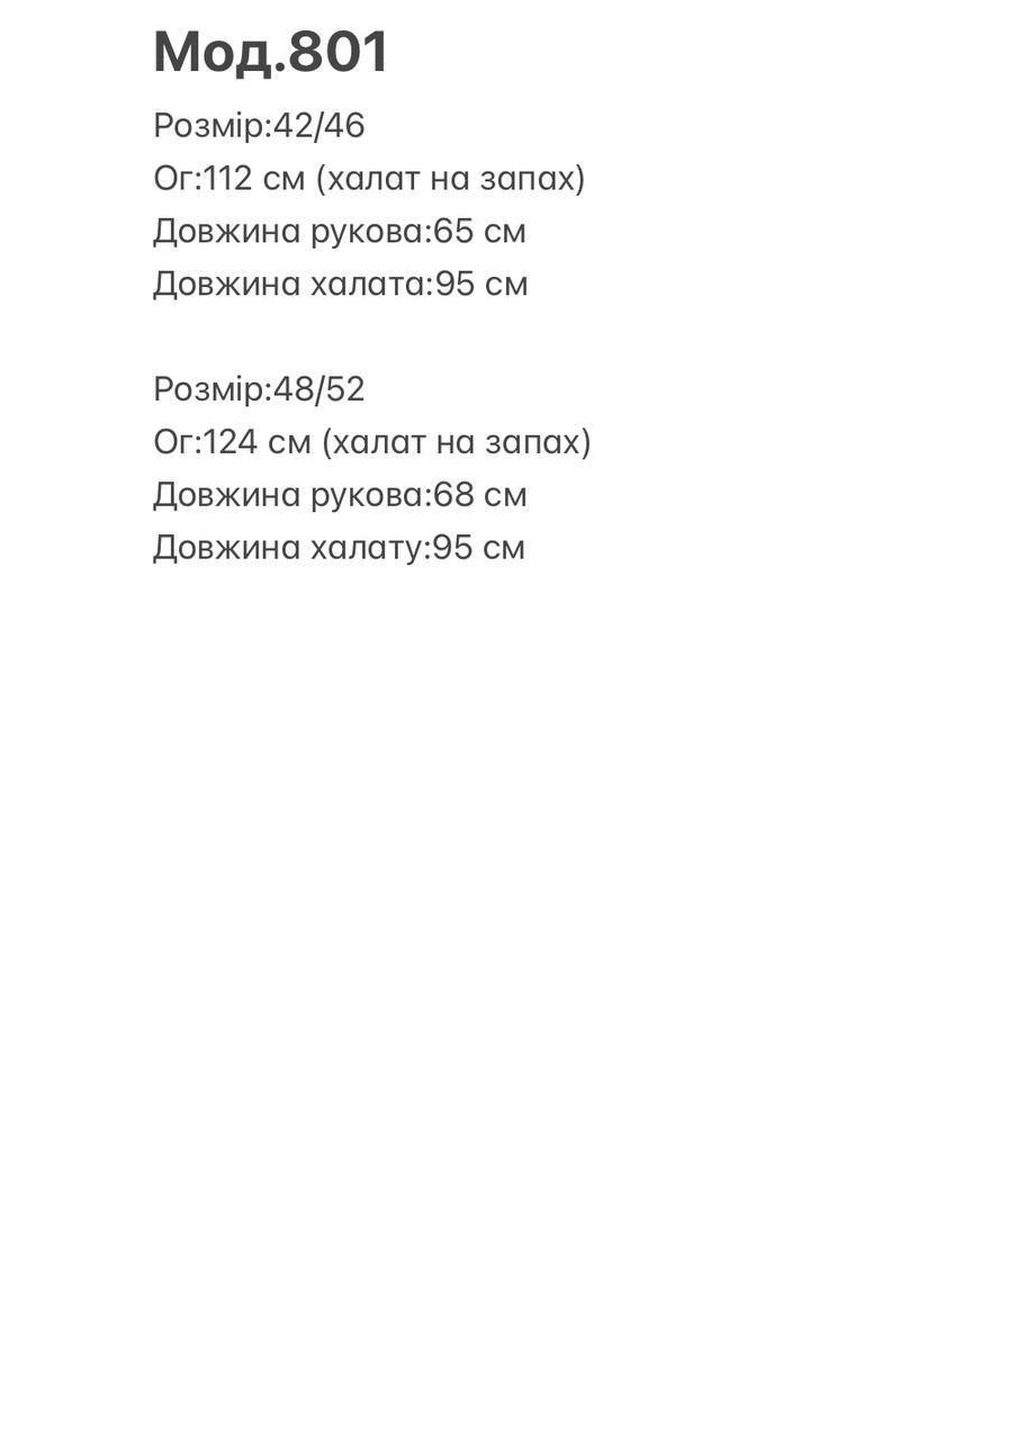 Мод.801
Розмір:42/46
Ог:112 см (халат на запах)
Довжина рукова:65 см
Довжина халата:95 см
Розмір:48/52
Ог:124 см (халат на запах)
Довжина рукова:68 см
Довжина халату:95 см